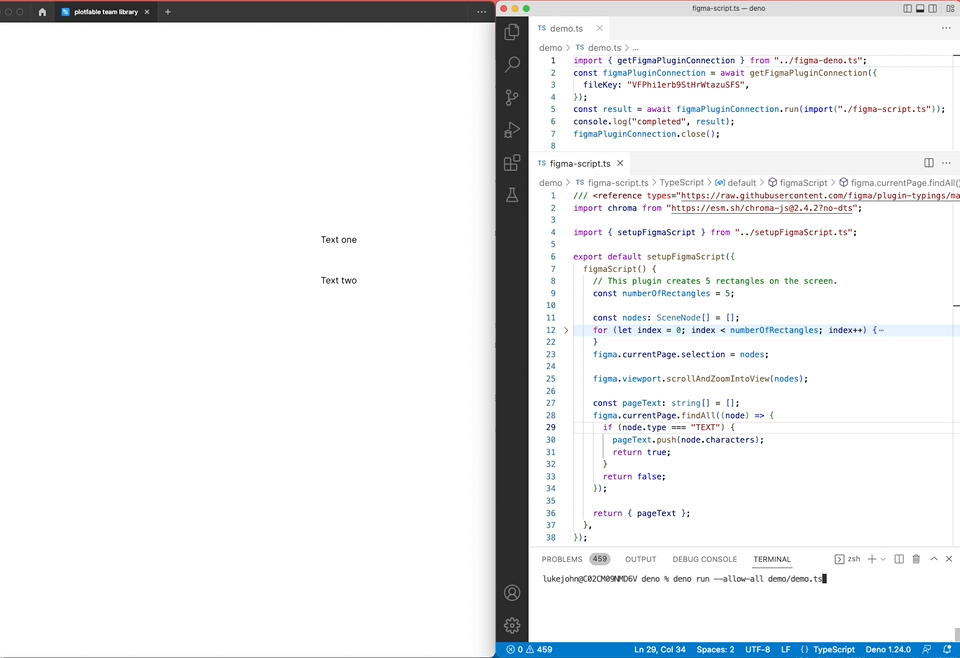 plotfable team library
Text one
Text two
figma-script.ts — deno
TS demo.ts
demo > TS demo.ts > ...
1 import { getFigmaPluginConnection } from "../figma-deno.ts";
2 const figmaPluginConnection = await getFigmaPluginConnection({
3 fileKey: "VFPhi1erb9StHrWtazuSFS",
4 });
5 const result = await figmaPluginConnection.run(import("./figma-script.ts"));
6 console.log("completed", result);
7 figmaPluginConnection.close();
8
TS figma-script.ts
demo > TS figma-script.ts > TypeScript > default > figmaScript > figma.currentPage.findAll()
1 /// <reference types="https://raw.githubusercontent.com/figma/plugin-typings/ma
2 import chroma from "https://esm.sh/chroma-js@2.4.2?no-dts";
3
4 import { setupFigmaScript } from "../setupFigmaScript.ts";
5
6 export default setupFigmaScript({
7 figmaScript() {
8 // This plugin creates 5 rectangles on the screen.
9 const numberOfRectangles = 5;
10
11 const nodes: SceneNode[] = [];
12 for (let index = 0; index < numberOfRectangles; index++) {⋯
22 }
23 figma.currentPage.selection = nodes;
24
25 figma.viewport.scrollAndZoomIntoView(nodes);
26
27 const pageText: string[] = [];
28 figma.currentPage.findAll((node) => {
29 if (node.type === "TEXT") {
30 pageText.push(node.characters);
31 return true;
32 }
33 return false;
34 });
35
36 return { pageText };
37 },
38 });
PROBLEMS 459 OUTPUT DEBUG CONSOLE TERMINAL zsh
lukejohn@C02CM09NMD6V deno % deno run --allow-all demo/demo.ts
0 459 Ln 29, Col 34 Spaces: 2 UTF-8 LF {} TypeScript Deno 1.24.0